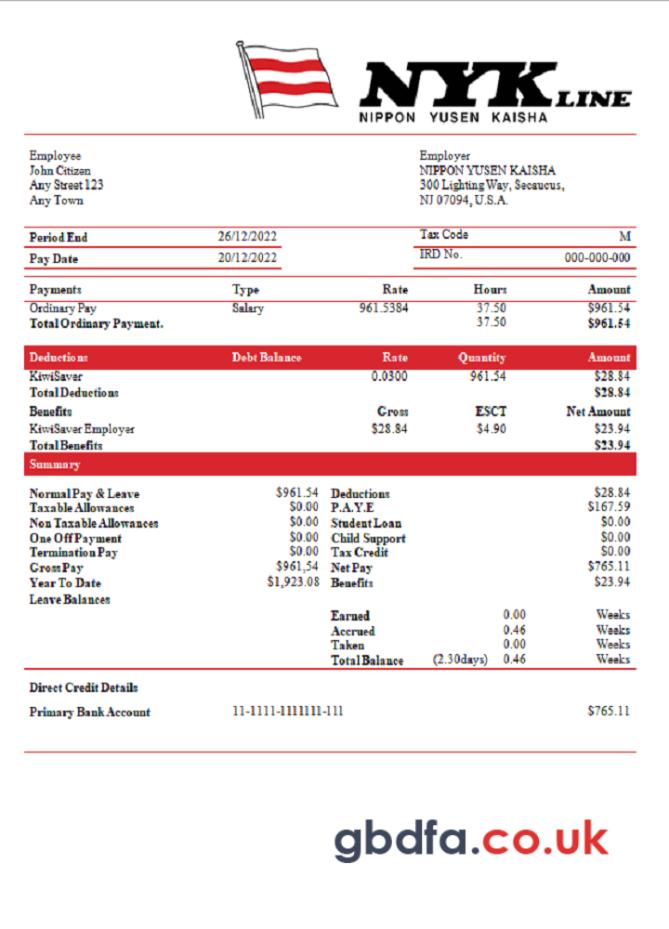 NYK LINE
NIPPON YUSEN KAISHA
Employee
John Citizen
Any Street 123
Any Town
Employer
NIPPON YUSEN KAISHA
300 Lighting Way, Secaucus,
NJ 07094, U.S.A.
Period End 26/12/2022 Tax Code M
Pay Date 20/12/2022 IRD No. 000-000-000
Payments Type Rate Hours Amount
Ordinary Pay Salary 961.5384 37.50 $961.54
Total Ordinary Payment. 37.50 $961.54
Deductions Debt Balance Rate Quantity Amount
KiwiSaver 0.0300 961.54 $28.84
Total Deductions $28.84
Benefits Gross ESCT Net Amount
KiwiSaver Employer $28.84 $4.90 $23.94
Total Benefits $23.94
Summary
Normal Pay & Leave $961.54 Deductions $28.84
Taxable Allowances $0.00 P.A.Y.E $167.59
Non Taxable Allowances $0.00 Student Loan $0.00
One Off Payment $0.00 Child Support $0.00
Termination Pay $0.00 Tax Credit $0.00
Gross Pay $961,54 Net Pay $765.11
Year To Date $1,923.08 Benefits $23.94
Leave Balances
Earned 0.00 Weeks
Accrued 0.46 Weeks
Taken 0.00 Weeks
Total Balance (2.30days) 0.46 Weeks
Direct Credit Details
Primary Bank Account 11-1111-1111111-111 $765.11
gbdfa.co.uk